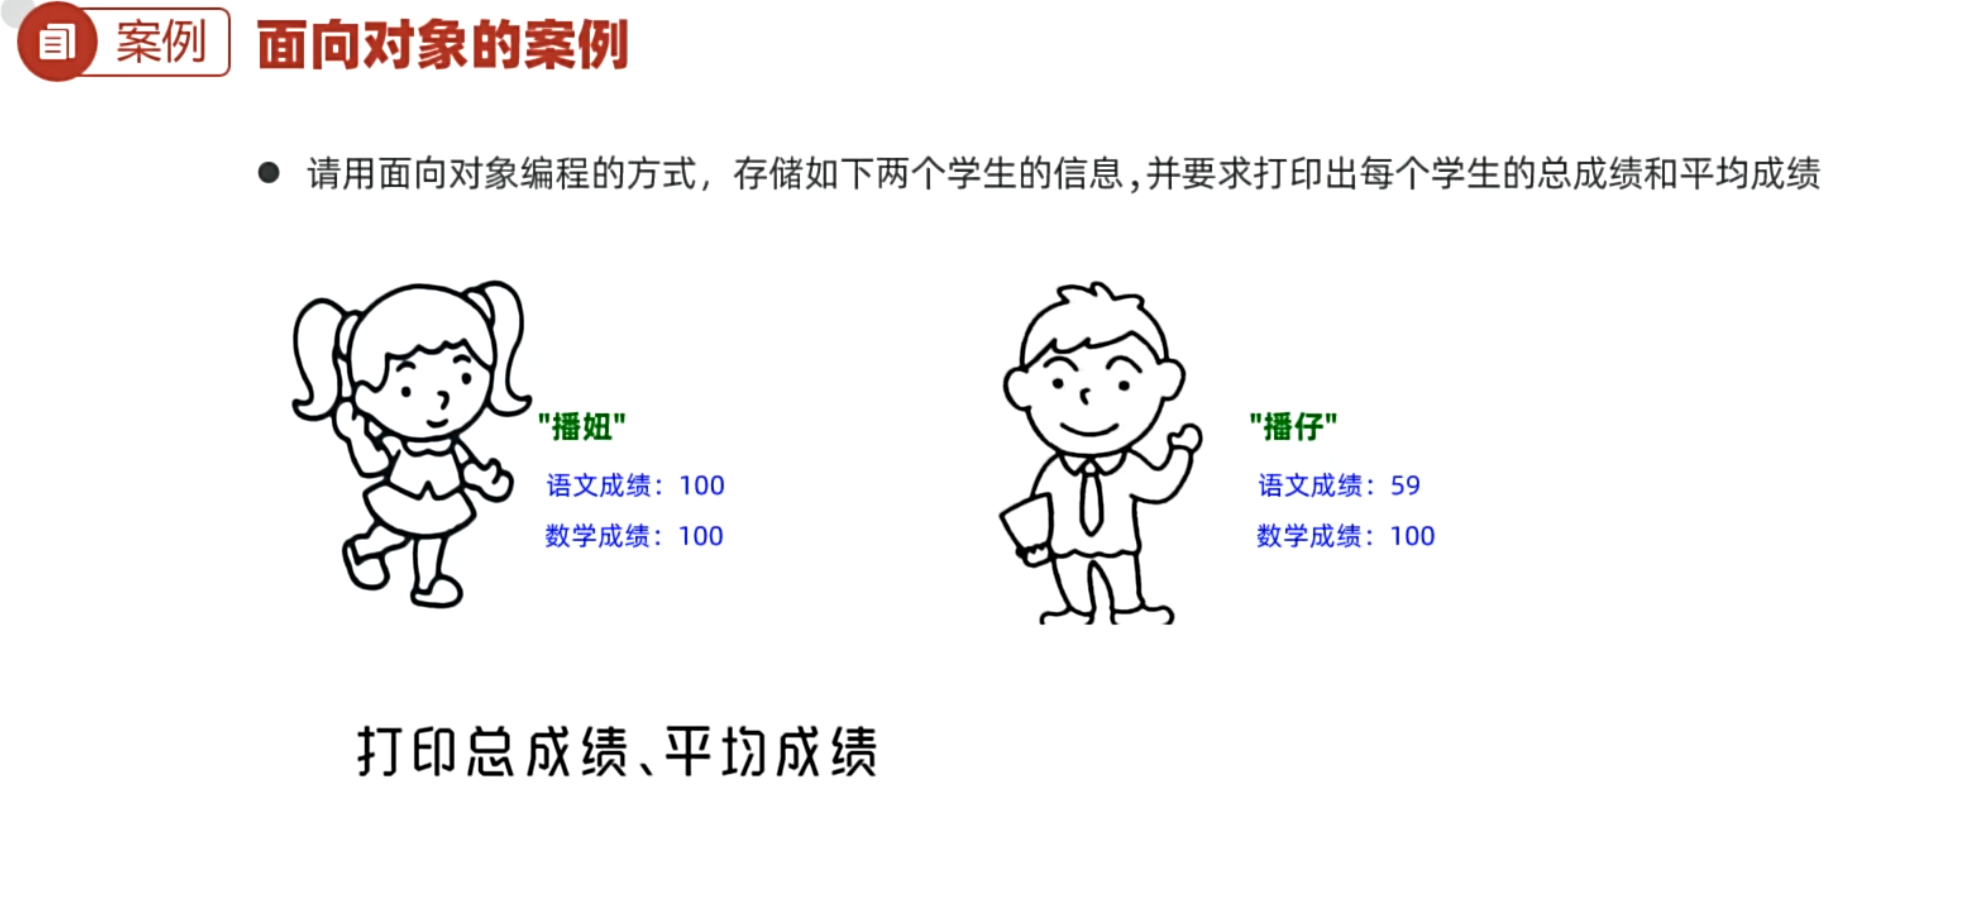 案例 面向对象的案例
● 请用面向对象编程的方式，存储如下两个学生的信息,并要求打印出每个学生的总成绩和平均成绩
"播妞"
语文成绩：100
数学成绩：100
"播仔"
语文成绩：59
数学成绩：100
打印总成绩、平均成绩